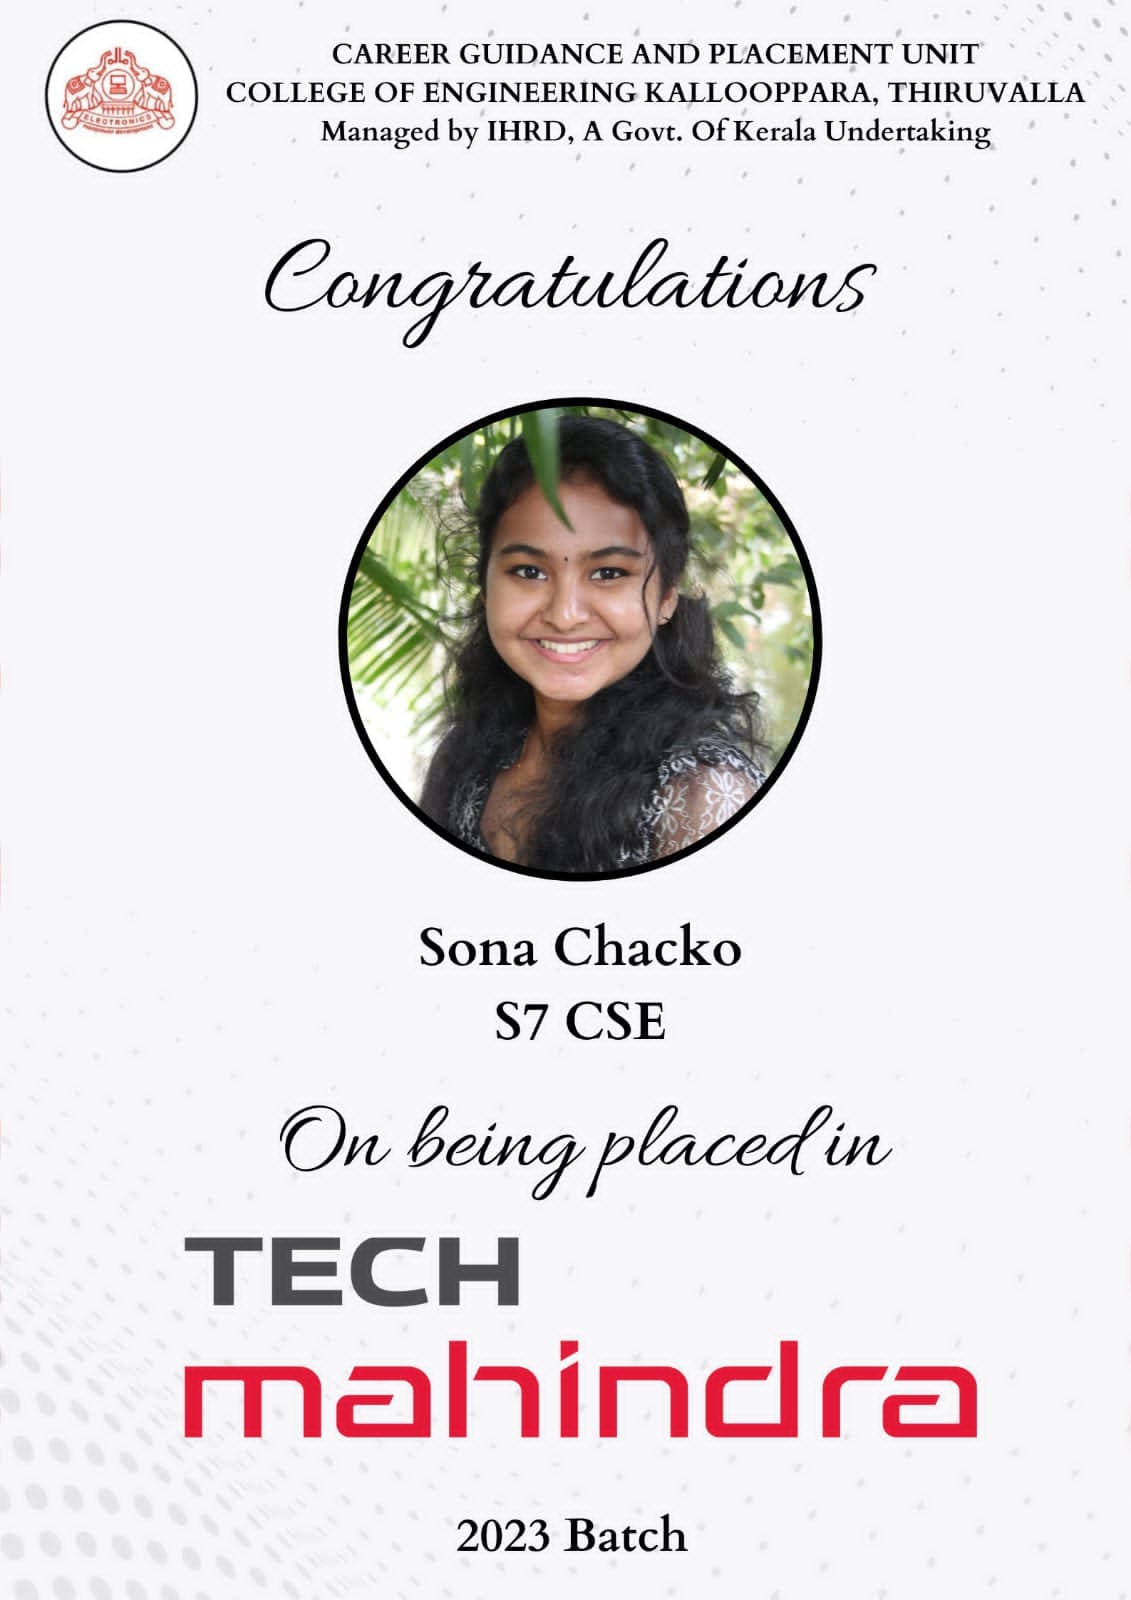 CAREER GUIDANCE AND PLACEMENT UNIT
COLLEGE OF ENGINEERING KALLOOPPARA, THIRUVALLA
Managed by IHRD, A Govt. Of Kerala Undertaking
ELECTRONICS
Congratulations
Sona Chacko
S7 CSE
On being placed in
TECH
mahindra
2023 Batch